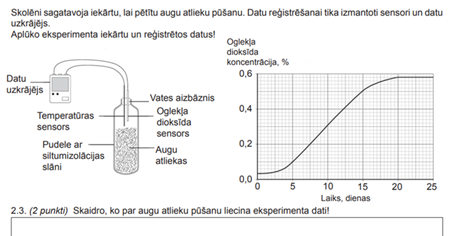 Skolēni sagatavoja iekārtu, lai pētītu augu atlieku pūšanu. Datu reģistrēšanai tika izmantoti sensori un datu
uzkrājējs.
Aplūko eksperimenta iekārtu un reģistrētos datus!
Datu
uzkrājējs
Temperatūras
sensors
Pudele ar
siltumizolācijas
slāni
Vates aizbāznis
Oglekļa
dioksīda
sensors
Augu
atliekas
Oglekļa
dioksīda
koncentrācija, %
0,6
0,4
0,2
0,0
0 5 10 15 20 25
Laiks, dienas
2.3. (2 punkti) Skaidro, ko par augu atlieku pūšanu liecina eksperimenta dati!